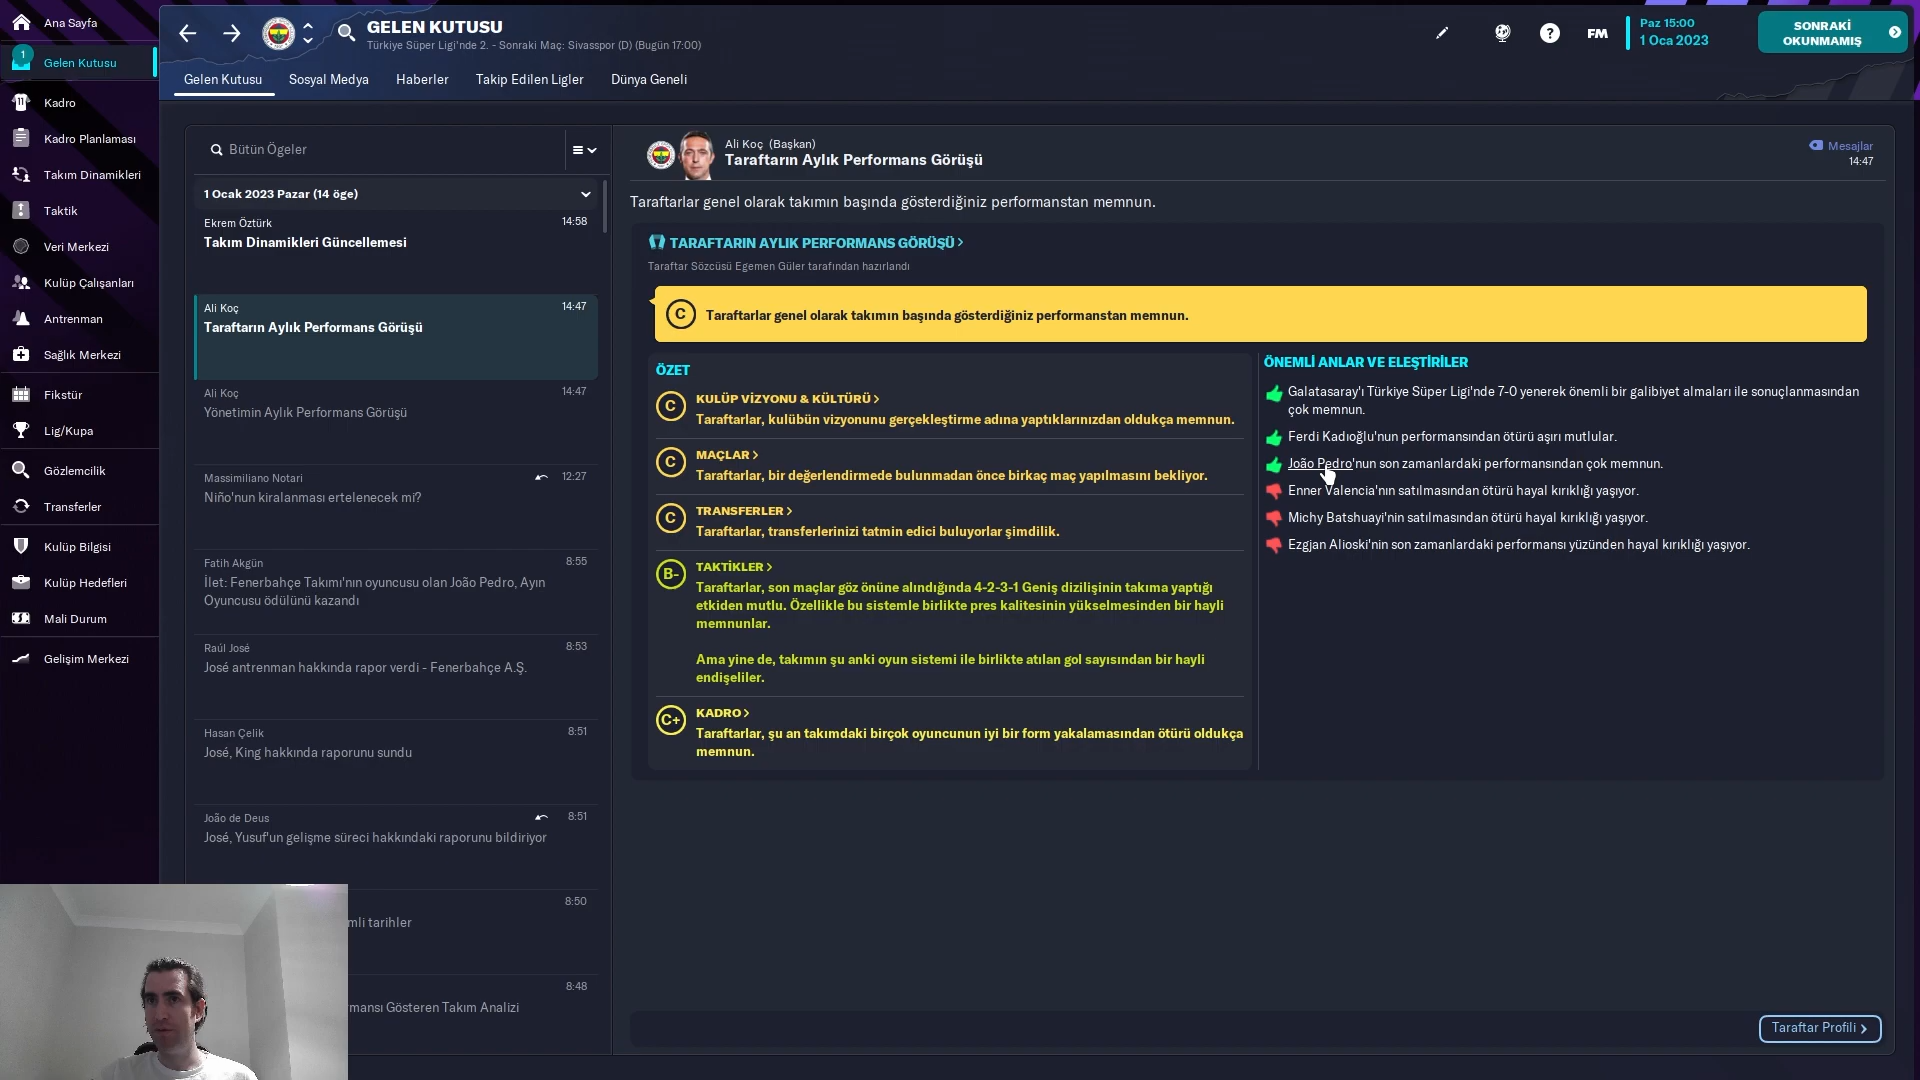 Ana Sayfa
1
Gelen Kutusu
Kadro
Kadro Planlaması
Takım Dinamikleri
Taktik
Veri Merkezi
Kulüp Çalışanları
Antrenman
Sağlık Merkezi
Fikstür
Lig/Kupa
Gözlemcilik
Transferler
Kulüp Bilgisi
Kulüp Hedefleri
Mali Durum
Gelişim Merkezi
GELEN KUTUSU
Türkiye Süper Ligi'nde 2. - Sonraki Maç: Sivasspor (D) (Bugün 17:00)
?
FM
Paz 15:00
1 Oca 2023
SONRAKİ
OKUNMAMIŞ
Gelen Kutusu
Sosyal Medya
Haberler
Takip Edilen Ligler
Dünya Geneli
Bütün Ögeler
1 Ocak 2023 Pazar (14 öge)
Ekrem Öztürk 14:58
Takım Dinamikleri Güncellemesi
Ali Koç 14:47
Taraftarın Aylık Performans Görüşü
Ali Koç 14:47
Yönetimin Aylık Performans Görüşü
Massimiliano Notari 12:27
Niño'nun kiralanması ertelenecek mi?
Fatih Akgün 8:55
İlet: Fenerbahçe Takımı'nın oyuncusu olan João Pedro, Ayın
Oyuncusu ödülünü kazandı
Raúl José 8:53
José antrenman hakkında rapor verdi - Fenerbahçe A.Ş.
Hasan Çelik 8:51
José, King hakkında raporunu sundu
João de Deus 8:51
José, Yusuf'un gelişme süreci hakkındaki raporunu bildiriyor
8:50
mli tarihler
8:48
rmansı Gösteren Takım Analizi
Ali Koç (Başkan)
Taraftarın Aylık Performans Görüşü
Mesajlar
14:47
Taraftarlar genel olarak takımın başında gösterdiğiniz performanstan memnun.
TARAFTARIN AYLIK PERFORMANS GÖRÜŞÜ
Taraftar Sözcüsü Egemen Güler tarafından hazırlandı
C Taraftarlar genel olarak takımın başında gösterdiğiniz performanstan memnun.
ÖZET
C KULÜP VİZYONU & KÜLTÜRÜ
Taraftarlar, kulübün vizyonunu gerçekleştirme adına yaptıklarınızdan oldukça memnun.
C MAÇLAR
Taraftarlar, bir değerlendirmede bulunmadan önce birkaç maç yapılmasını bekliyor.
C TRANSFERLER
Taraftarlar, transferlerinizi tatmin edici buluyorlar şimdilik.
B- TAKTİKLER
Taraftarlar, son maçlar göz önüne alındığında 4-2-3-1 Geniş dizilişinin takıma yaptığı
etkiden mutlu. Özellikle bu sistemle birlikte pres kalitesinin yükselmesinden bir hayli
memnunlar.
Ama yine de, takımın şu anki oyun sistemi ile birlikte atılan gol sayısından bir hayli
endişeliler.
C+ KADRO
Taraftarlar, şu an takımdaki birçok oyuncunun iyi bir form yakalamasından ötürü oldukça
memnun.
ÖNEMLİ ANLAR VE ELEŞTİRİLER
Galatasaray'ı Türkiye Süper Ligi'nde 7-0 yenerek önemli bir galibiyet almaları ile sonuçlanmasından
çok memnun.
Ferdi Kadıoğlu'nun performansından ötürü aşırı mutlular.
João Pedro'nun son zamanlardaki performansından çok memnun.
Enner Valencia'nın satılmasından ötürü hayal kırıklığı yaşıyor.
Michy Batshuayi'nin satılmasından ötürü hayal kırıklığı yaşıyor.
Ezgjan Alioski'nin son zamanlardaki performansı yüzünden hayal kırıklığı yaşıyor.
Taraftar Profili